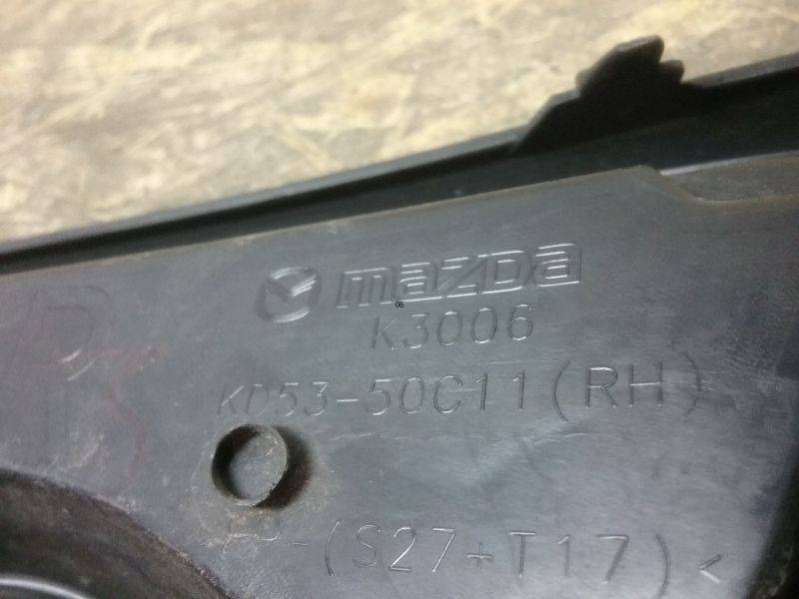 mazda
K3006
KD53-50C11(RH)
P-(S27+T17)<